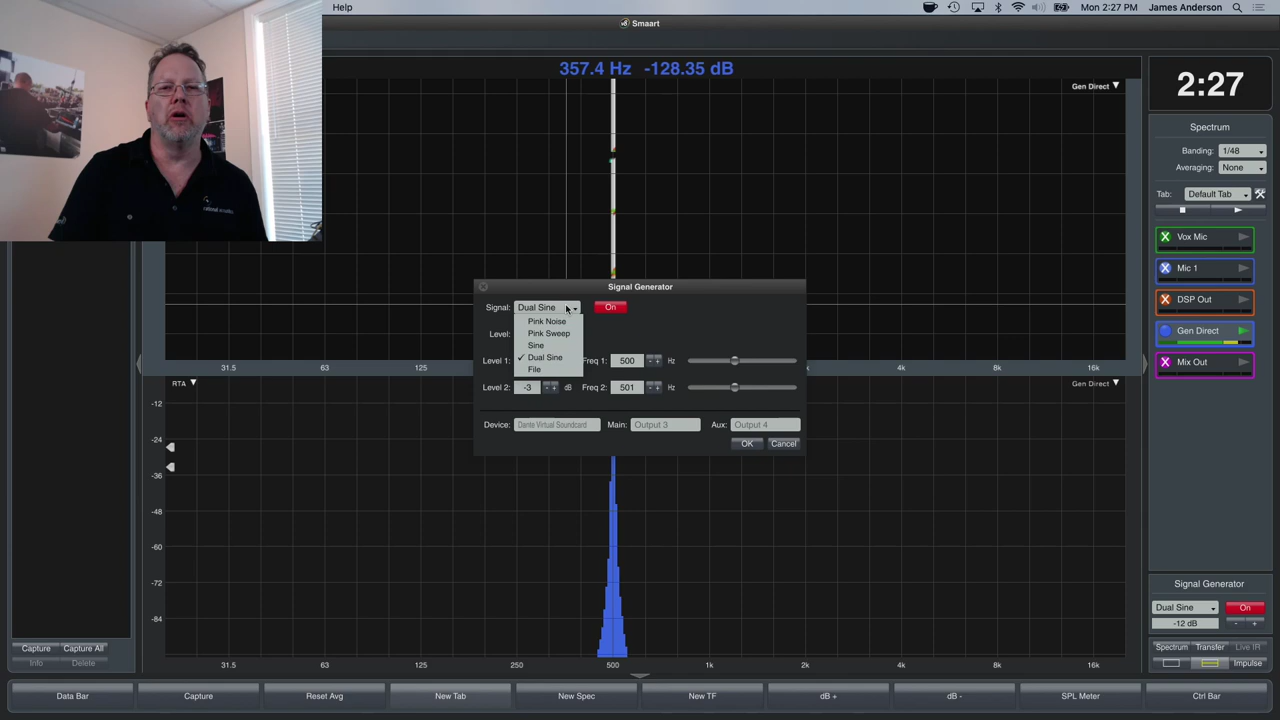 Help
Mon 2:27 PM James Anderson
Smaart
357.4 Hz -128.35 dB
Gen Direct
2:27
Spectrum
Banding: 1/48
Averaging: None
Tab: Default Tab
Vox Mic
Mic 1
DSP Out
Gen Direct
Mix Out
Signal Generator
Signal: Dual Sine On
Pink Noise
Pink Sweep
Sine
✓ Dual Sine
File
Level:
Level 1: Freq 1: 500 - + Hz
Level 2: -3 - + dB Freq 2: 501 - + Hz
Device: Dante Virtual Soundcard Main: Output 3 Aux: Output 4
OK Cancel
31.5 63 125 1k 2k 4k 8k 16k
RTA
Gen Direct
-12
-24
-36
-48
-60
-72
-84
31.5 63 125 250 500 1k 2k 4k 8k 16k
Signal Generator
Dual Sine On
-12 dB - +
Spectrum Transfer Live IR
Impulse
Capture Capture All
Info Delete
Data Bar Capture Reset Avg New Tab New Spec New TF dB + dB - SPL Meter Ctrl Bar